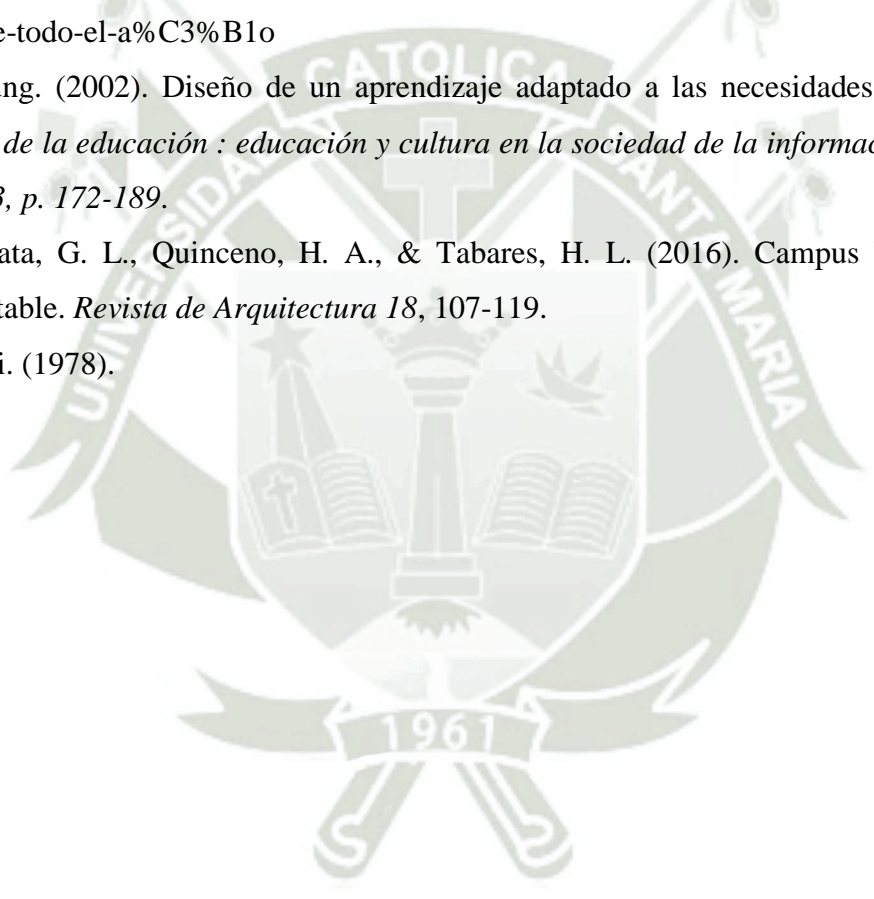 e-todo-el-a%C3%B1o
ung. (2002). Diseño de un aprendizaje adaptado a las necesidades
de la educación : educación y cultura en la sociedad de la informac
3, p. 172-189.
ata, G. L., Quinceno, H. A., & Tabares, H. L. (2016). Campus
table. Revista de Arquitectura 18, 107-119.
i. (1978).
UNIVERSIDAD CATOLICA SANTA MARIA
1961